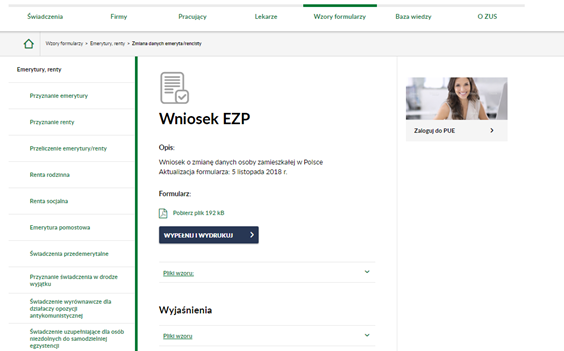 Świadczenia Firmy Pracujący Lekarze Wzory formularzy Baza wiedzy O ZUS
Wzory formularzy > Emerytury, renty > Zmiana danych emeryta/rencisty
Emerytury, renty
Przyznanie emerytury
Przyznanie renty
Przeliczenie emerytury/renty
Renta rodzinna
Renta socjalna
Emerytura pomostowa
Świadczenia przedemerytalne
Przyznanie świadczenia w drodze
wyjątku
Świadczenie wyrównawcze dla
działaczy opozycji
antykomunistycznej
Świadczenie uzupełniające dla osób
niezdolnych do samodzielnej
egzystencji
Wniosek EZP
Opis:
Wniosek o zmianę danych osoby zamieszkałej w Polsce
Aktualizacja formularza: 5 listopada 2018 r.
Formularz:
Pobierz plik 192 kB
WYPEŁNIJ I WYDRUKUJ
Pliki wzoru:
Wyjaśnienia
Pliki wzoru
Zaloguj do PUE